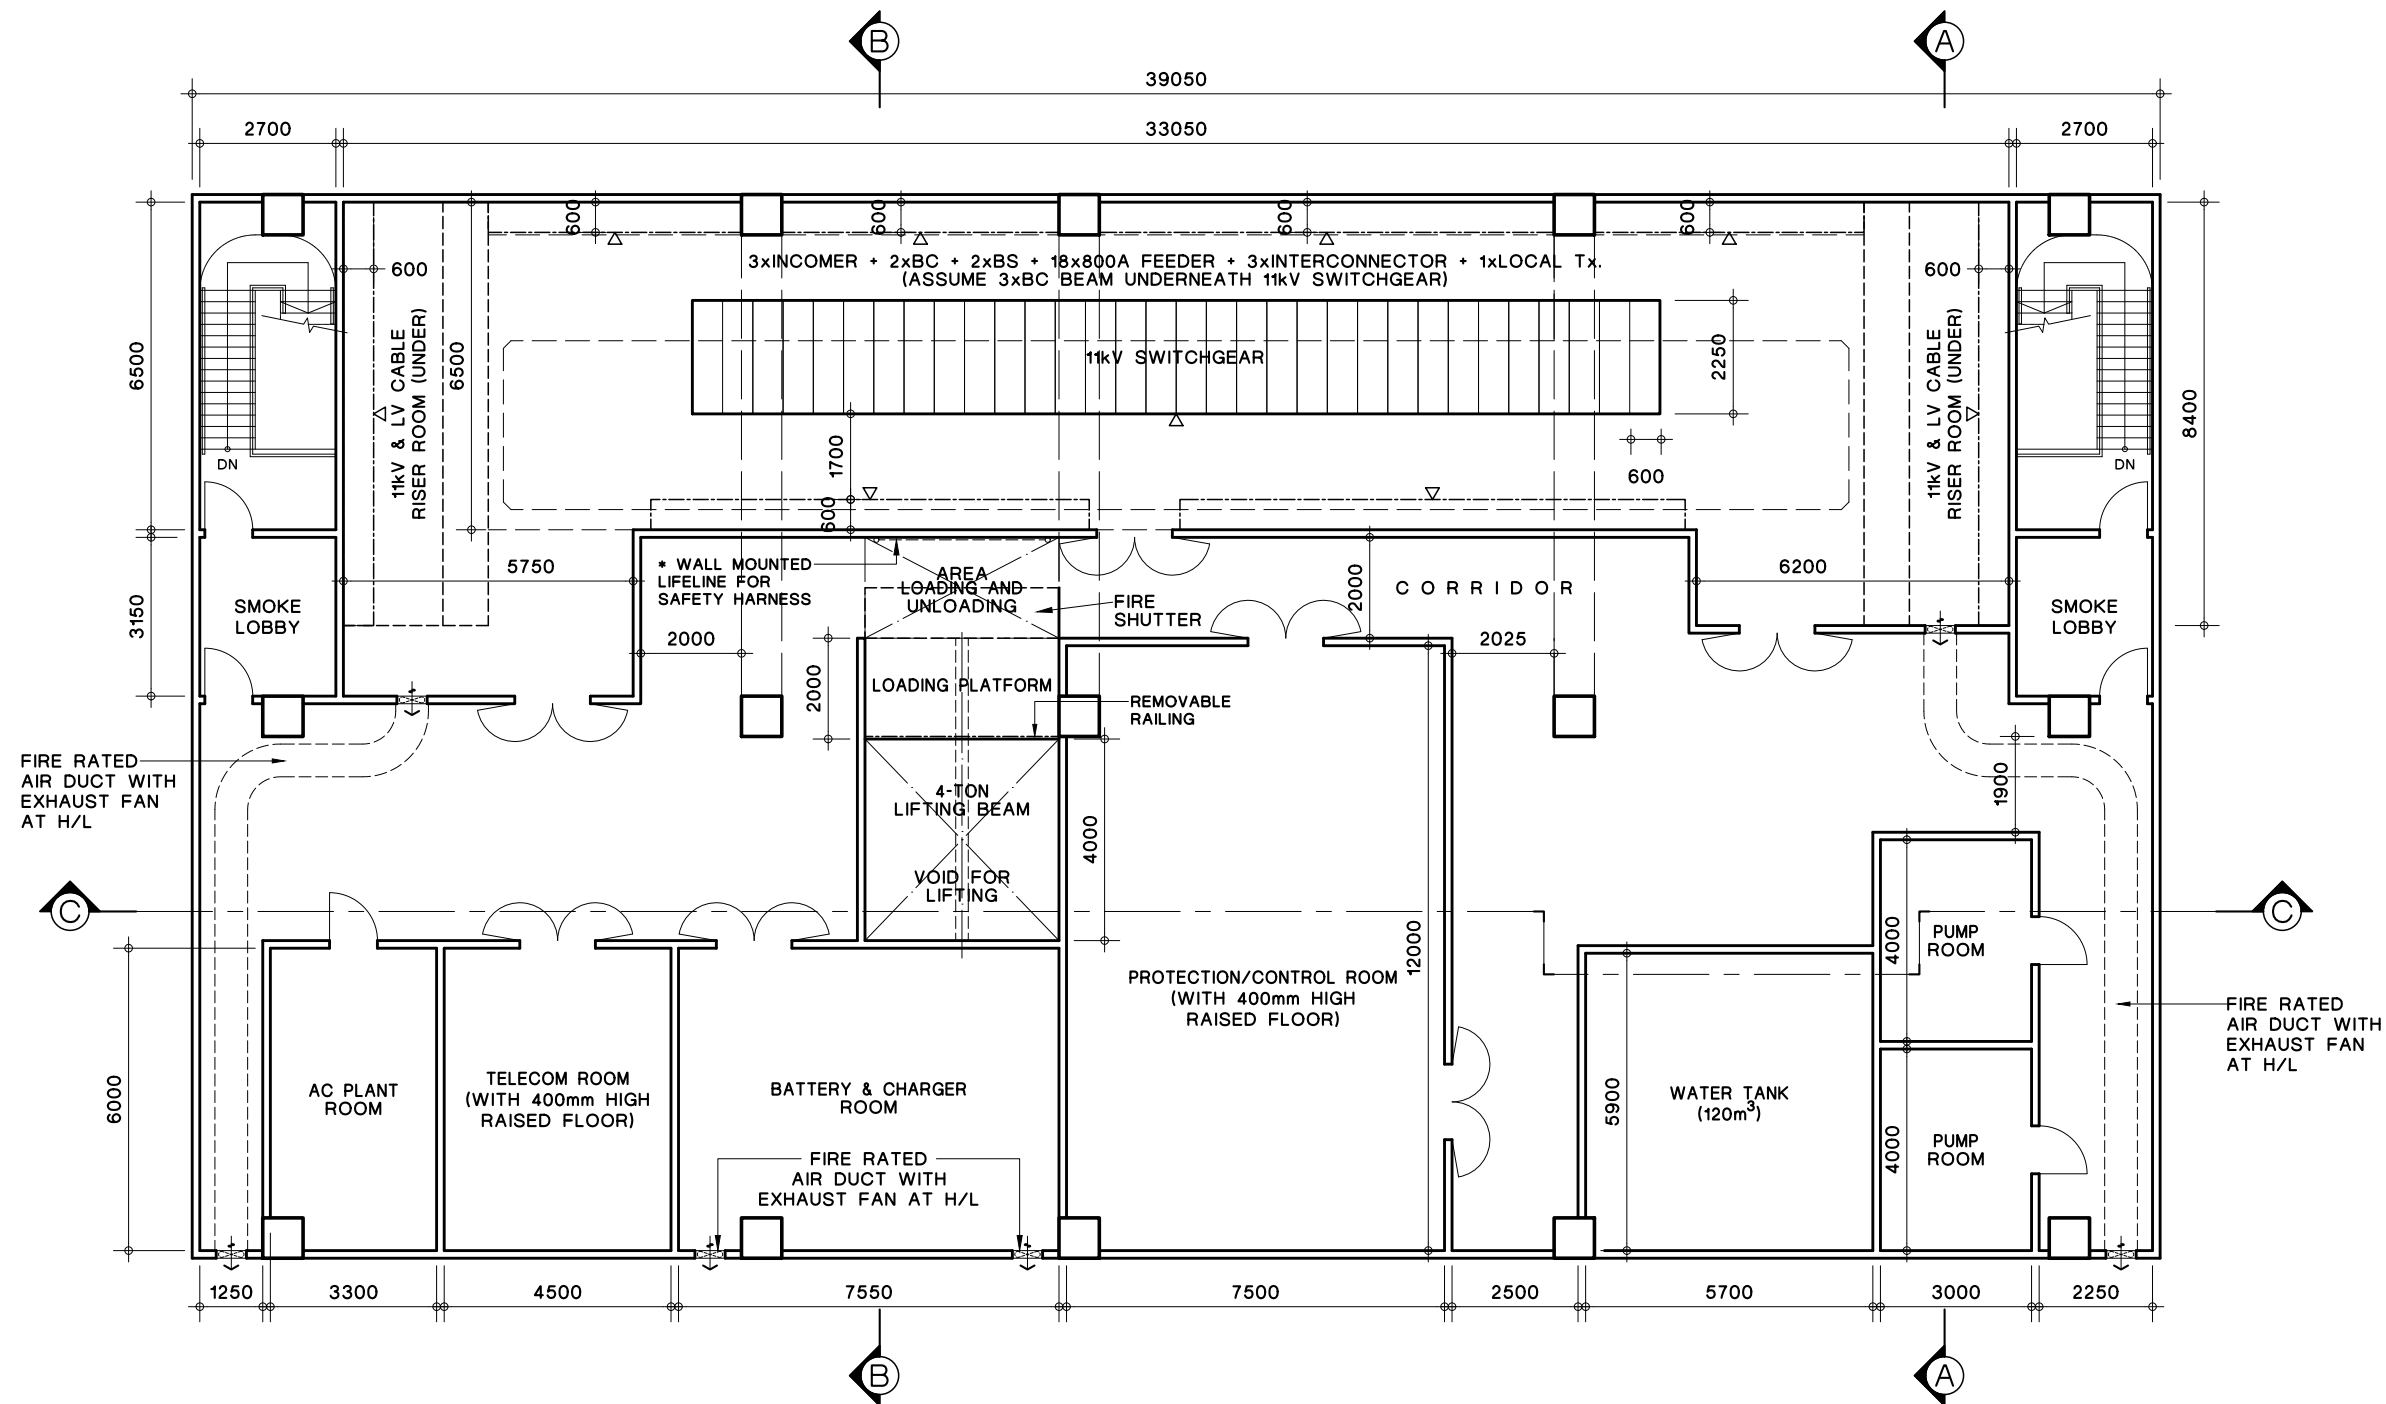 B
A
39050
2700
33050
2700
600
600
600
600
3xINCOMER + 2xBC + 2xBS + 18x800A FEEDER + 3xINTERCONNECTOR + 1xLOCAL Tx.
(ASSUME 3xBC BEAM UNDERNEATH 11kV SWITCHGEAR)
600
600
6500
11kV & LV CABLE
RISER ROOM (UNDER)
6500
11kV SWITCHGEAR
2250
11kV & LV CABLE
RISER ROOM (UNDER)
8400
DN
1700
600
600
DN
5750
* WALL MOUNTED
LIFELINE FOR
SAFETY HARNESS
AREA
LOADING AND
UNLOADING
FIRE
SHUTTER
2000
CORRIDOR
6200
3150
SMOKE
LOBBY
SMOKE
LOBBY
2000
2025
2000
LOADING PLATFORM
REMOVABLE
RAILING
FIRE RATED
AIR DUCT WITH
EXHAUST FAN
AT H/L
1900
4-TON
LIFTING BEAM
4000
VOID FOR
LIFTING
C
C
12000
4000
PUMP
ROOM
PROTECTION/CONTROL ROOM
(WITH 400mm HIGH
RAISED FLOOR)
FIRE RATED
AIR DUCT WITH
EXHAUST FAN
AT H/L
6000
AC PLANT
ROOM
TELECOM ROOM
(WITH 400mm HIGH
RAISED FLOOR)
BATTERY & CHARGER
ROOM
5900
WATER TANK
(120m³)
4000
PUMP
ROOM
FIRE RATED
AIR DUCT WITH
EXHAUST FAN AT H/L
1250
3300
4500
7550
7500
2500
5700
3000
2250
B
A